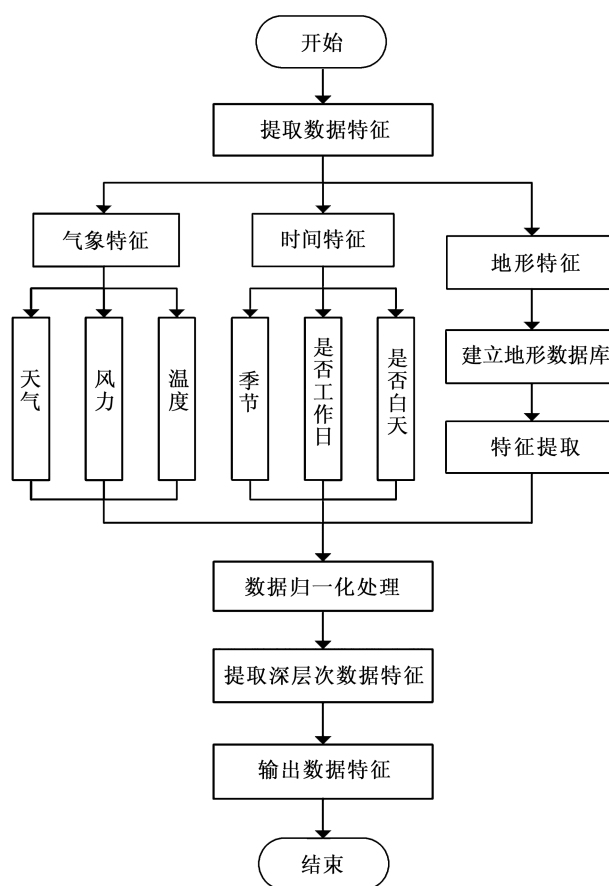 开始
提取数据特征
气象特征
时间特征
地形特征
天气
风力
温度
季节
是否工作日
是否白天
建立地形数据库
特征提取
数据归一化处理
提取深层次数据特征
输出数据特征
结束